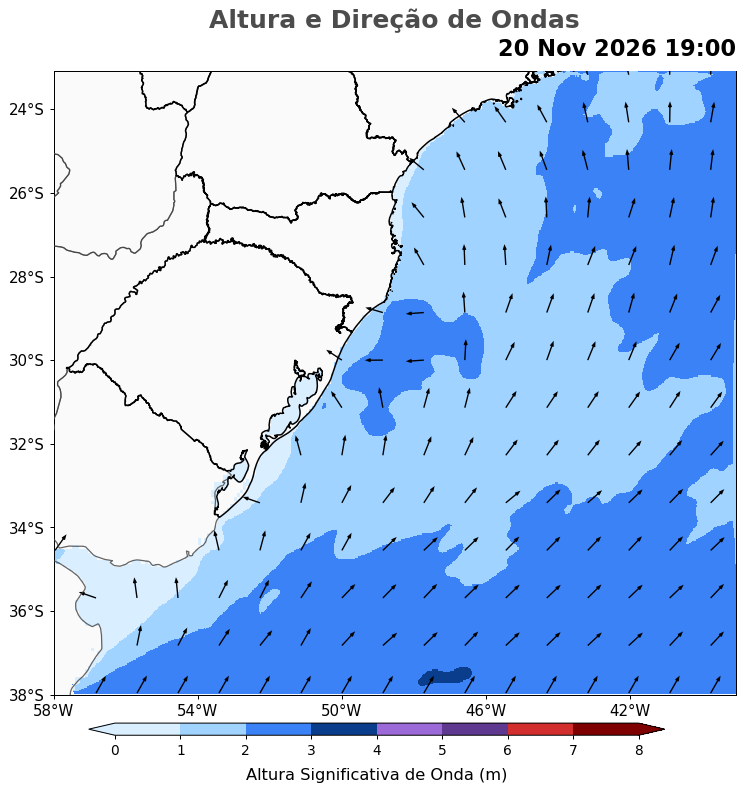 Altura e Direção de Ondas
20 Nov 2026 19:00
24°S
26°S
28°S
30°S
32°S
34°S
36°S
38°S
58°W 54°W 50°W 46°W 42°W
0 1 2 3 4 5 6 7 8
Altura Significativa de Onda (m)